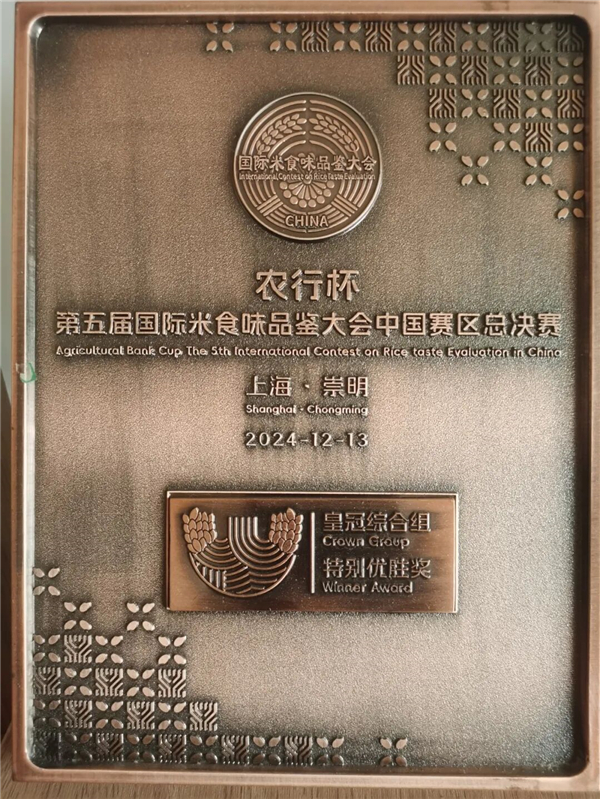 国际米食味品鉴大会
International Contest on Rice Taste Evaluation
CHINA
农行杯
第五届国际米食味品鉴大会中国赛区总决赛
Agricultural Bank Cup The 5th International Contest on Rice taste Evaluation in China
上海·崇明
Shanghai·Chongming
2024-12-13
皇冠综合组
Crown Group
特别优胜奖
Winner Award